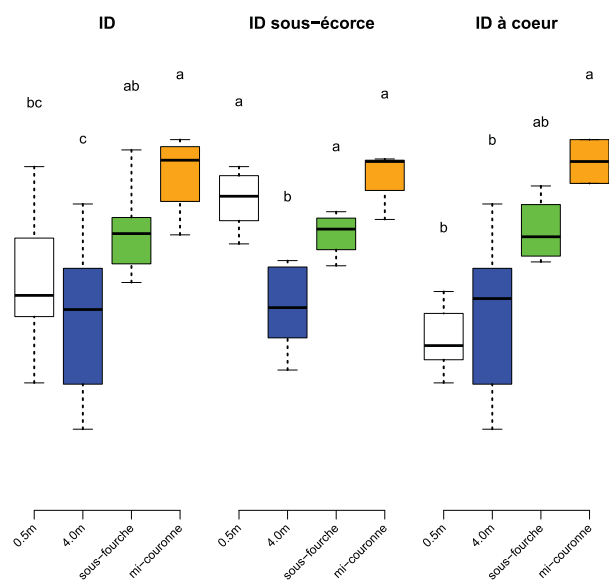 ID ID sous−écorce ID à coeur
a
ab a
bc a
a
ab
c a b
b
b
0.5m 4.0m sous−fourche mi−couronne 0.5m 4.0m sous−fourche mi−couronne 0.5m 4.0m sous−fourche mi−couronne